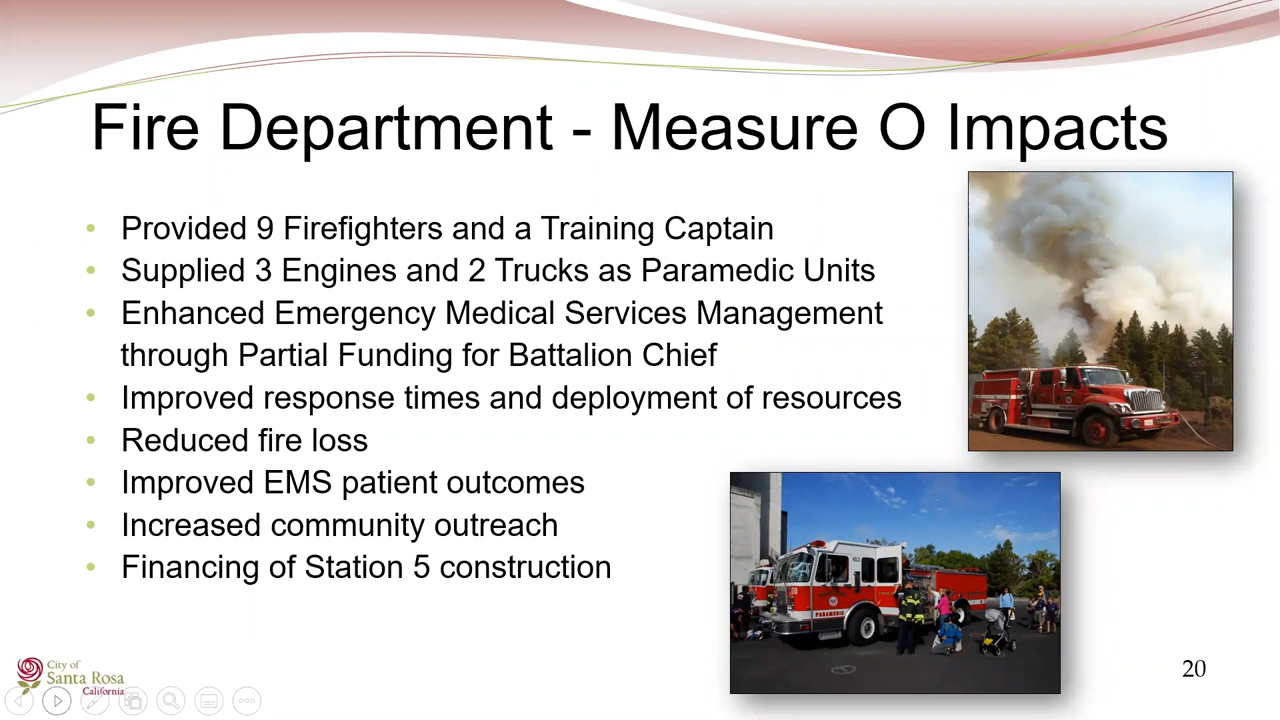 Fire Department - Measure O Impacts
• Provided 9 Firefighters and a Training Captain
• Supplied 3 Engines and 2 Trucks as Paramedic Units
• Enhanced Emergency Medical Services Management
through Partial Funding for Battalion Chief
• Improved response times and deployment of resources
• Reduced fire loss
• Improved EMS patient outcomes
• Increased community outreach
• Financing of Station 5 construction
PARAMEDIC
City of
Santa Rosa
California
20